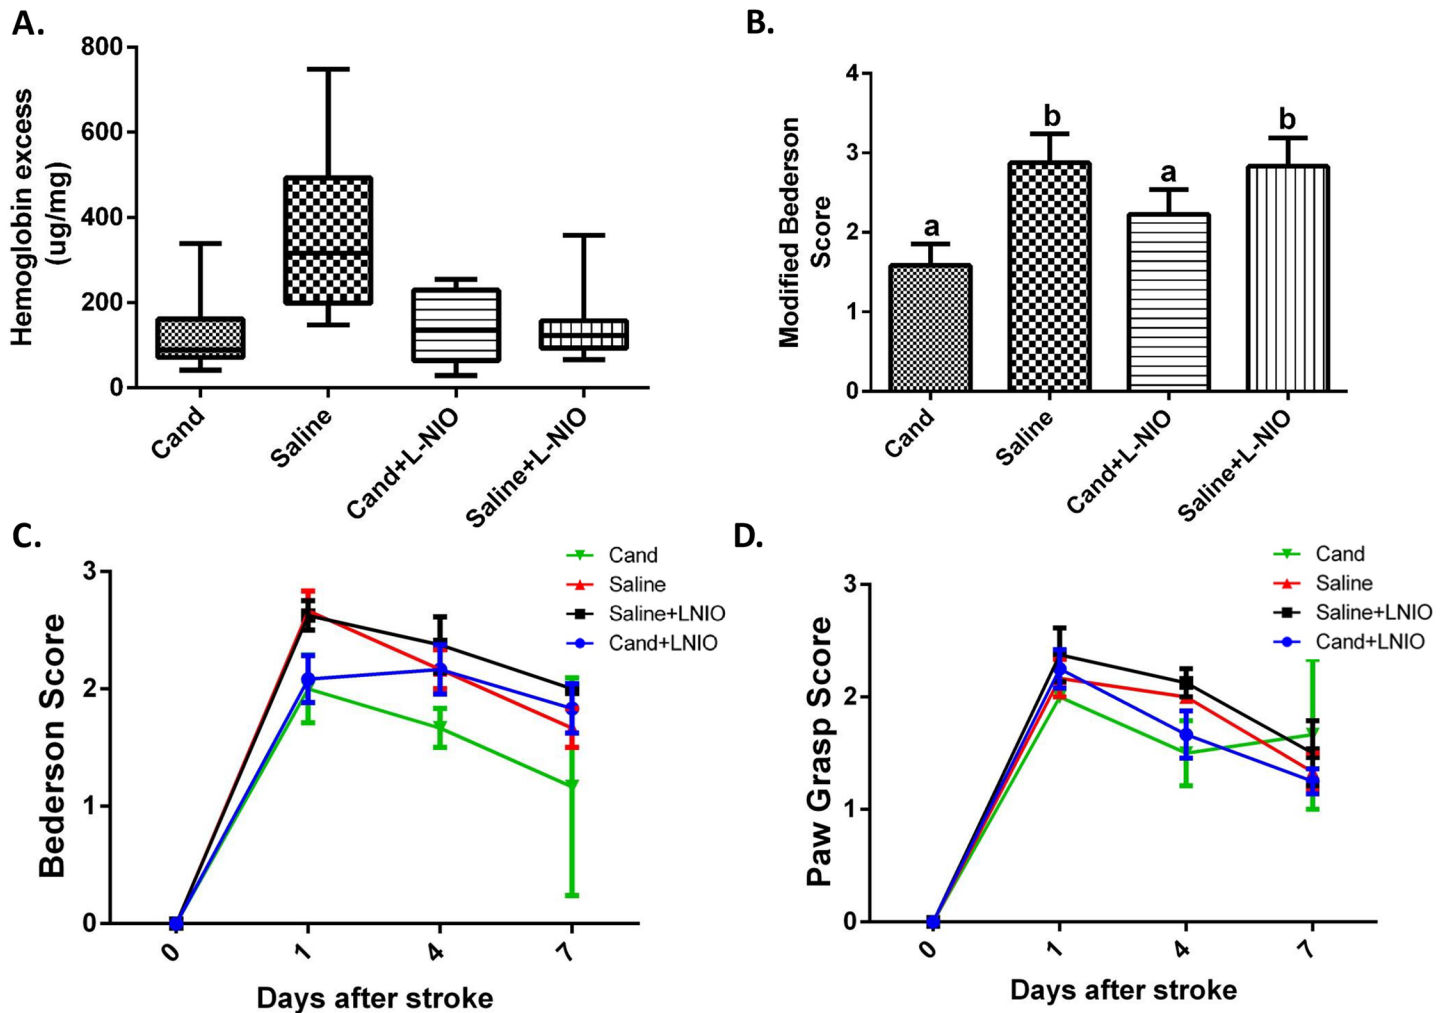 A.
Hemoglobin excess
(ug/mg)
800
600
400
200
0
Cand
Saline
Cand+L-NIO
Saline+L-NIO
B.
Modified Bederson
Score
4
3
2
1
0
a
b
a
b
Cand
Saline
Cand+L-NIO
Saline+L-NIO
C.
Bederson Score
3
2
1
0
Cand
Saline
Saline+LNIO
Cand+LNIO
0
1
4
7
Days after stroke
D.
Paw Grasp Score
3
2
1
0
Cand
Saline
Saline+LNIO
Cand+LNIO
0
1
4
7
Days after stroke